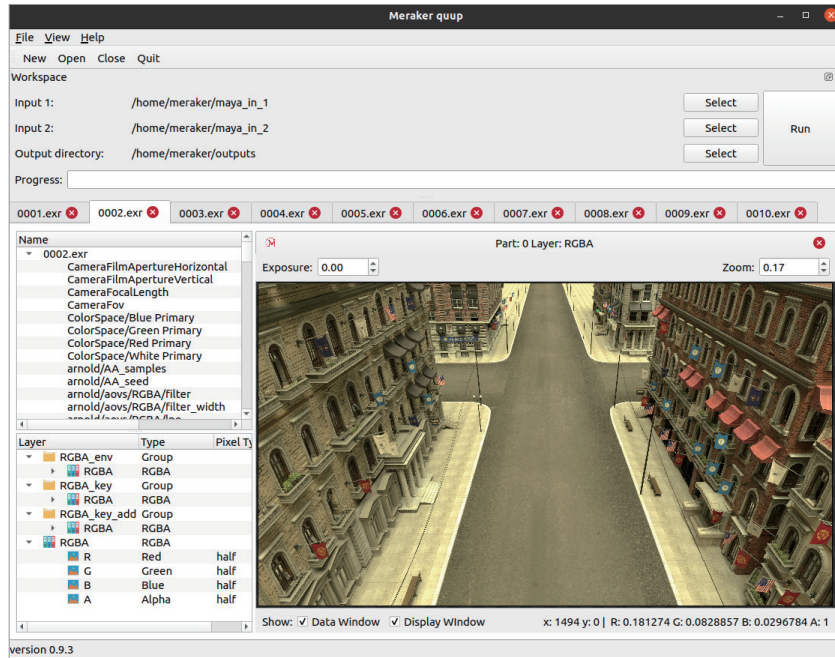 Meraker quup
File View Help
New Open Close Quit
Workspace
Input 1: /home/meraker/maya_in_1 Select
Input 2: /home/meraker/maya_in_2 Select
Run
Output directory: /home/meraker/outputs Select
Progress:
0001.exr 0002.exr 0003.exr 0004.exr 0005.exr 0006.exr 0007.exr 0008.exr 0009.exr 0010.exr
Name
0002.exr
CameraFilmApertureHorizontal
CameraFilmApertureVertical
CameraFocalLength
CameraFov
ColorSpace/Blue Primary
ColorSpace/Green Primary
ColorSpace/Red Primary
ColorSpace/White Primary
arnold/AA_samples
arnold/AA_seed
arnold/aovs/RGBA/filter
arnold/aovs/RGBA/filter_width
Layer Type Pixel Ty
RGBA_env Group
RGBA RGBA
RGBA_key Group
RGBA RGBA
RGBA_key_add Group
RGBA RGBA
RGBA RGBA
R Red half
G Green half
B Blue half
A Alpha half
Part: 0 Layer: RGBA
Exposure: 0.00 Zoom: 0.17
Show: Data Window Display WIndow x: 1494 y: 0 | R: 0.181274 G: 0.0828857 B: 0.0296784 A: 1
version 0.9.3